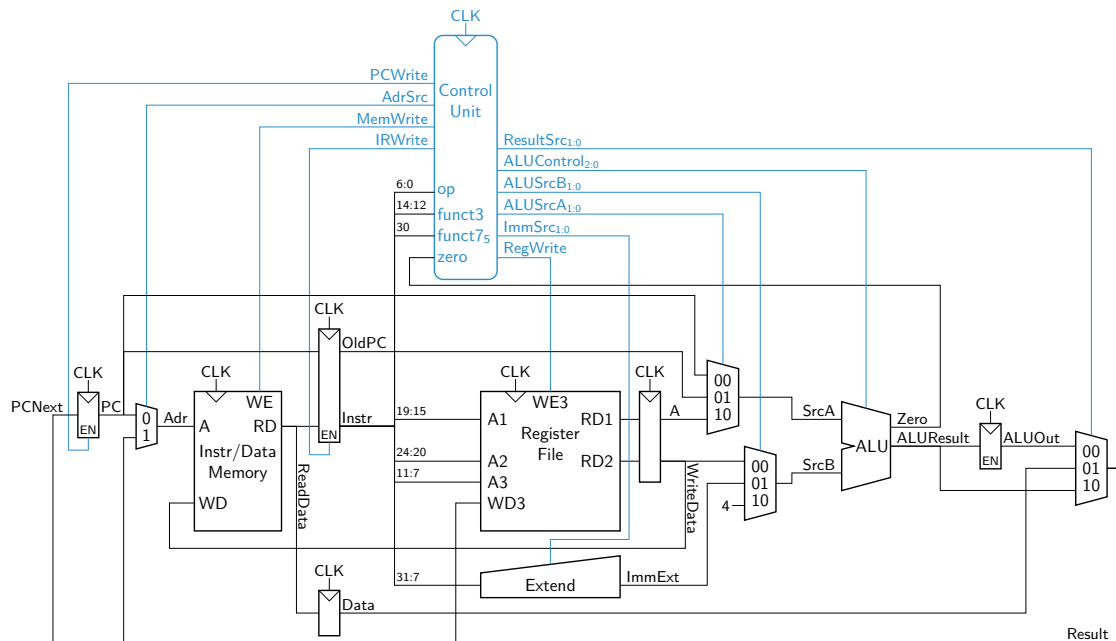 CLK
PCWrite
AdrSrc
MemWrite
IRWrite
Control
Unit
op
funct3
funct7₅
zero
6:0
14:12
30
ResultSrc₁:₀
ALUControl₂:₀
ALUSrcB₁:₀
ALUSrcA₁:₀
ImmSrc₁:₀
RegWrite
CLK
PCNext
EN
PC
0
1
Adr
CLK
WE
A
RD
Instr/Data
Memory
WD
ReadData
CLK
OldPC
Instr
EN
CLK
Data
19:15
24:20
11:7
31:7
CLK
WE3
A1
RD1
Register
File
A2
RD2
A3
WD3
Extend
ImmExt
CLK
A
WriteData
00
01
10
00
01
10
4
SrcA
SrcB
ALU
Zero
ALUResult
CLK
EN
ALUOut
00
01
10
Result